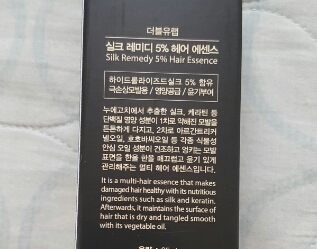 더블유랩
실크 레미디 5% 헤어 에센스
Silk Remedy 5% Hair Essence
하이드롤라이즈드실크 5% 함유
극손상모발용 / 영양공급 / 윤기부여
누에고치에서 추출한 실크, 케라틴 등
단백질 영양 성분이 1차로 약해진 모발을
든든하게 다지고, 2차로 아르간트리커
넬오일, 호호바씨오일 등 각종 식물성
안심 오일 성분이 건조하고 엉키는 모발
표면을 한올 한올 매끄럽고 윤기 있게
관리해주는 멀티 헤어 에센스입니다.
It is a multi-hair essence that makes
damaged hair healthy with its nutritious
ingredients such as silk and keratin.
Afterwards, it maintains the surface of
hair that is dry and tangled smooth
with its vegetable oil.